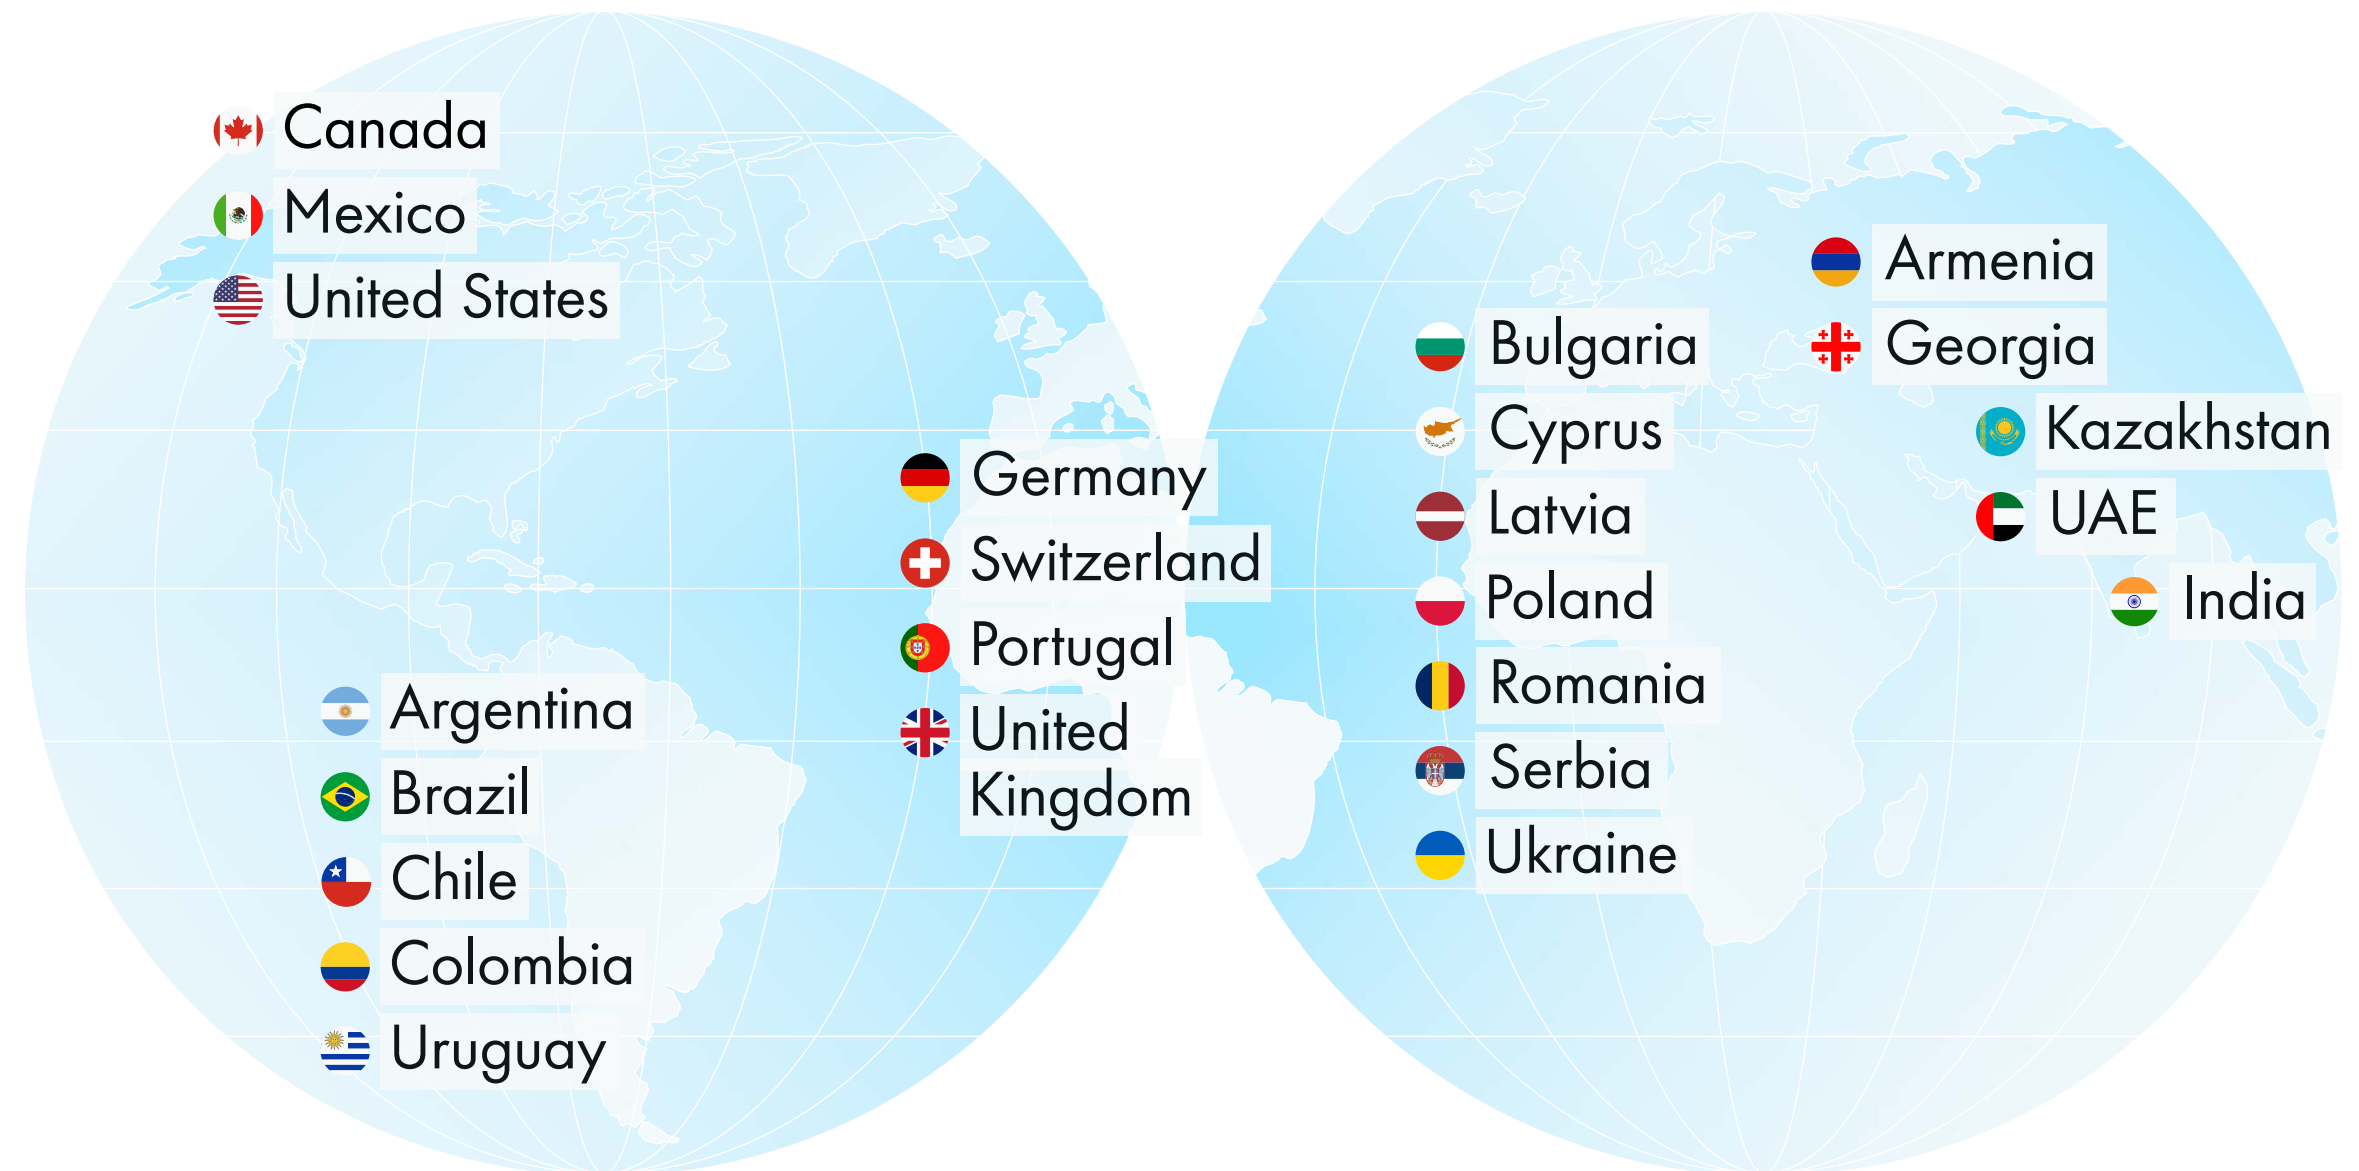 Canada
Mexico
United States
Argentina
Brazil
Chile
Colombia
Uruguay
Germany
Switzerland
Portugal
United
Kingdom
Bulgaria
Cyprus
Latvia
Poland
Romania
Serbia
Ukraine
Armenia
Georgia
Kazakhstan
UAE
India